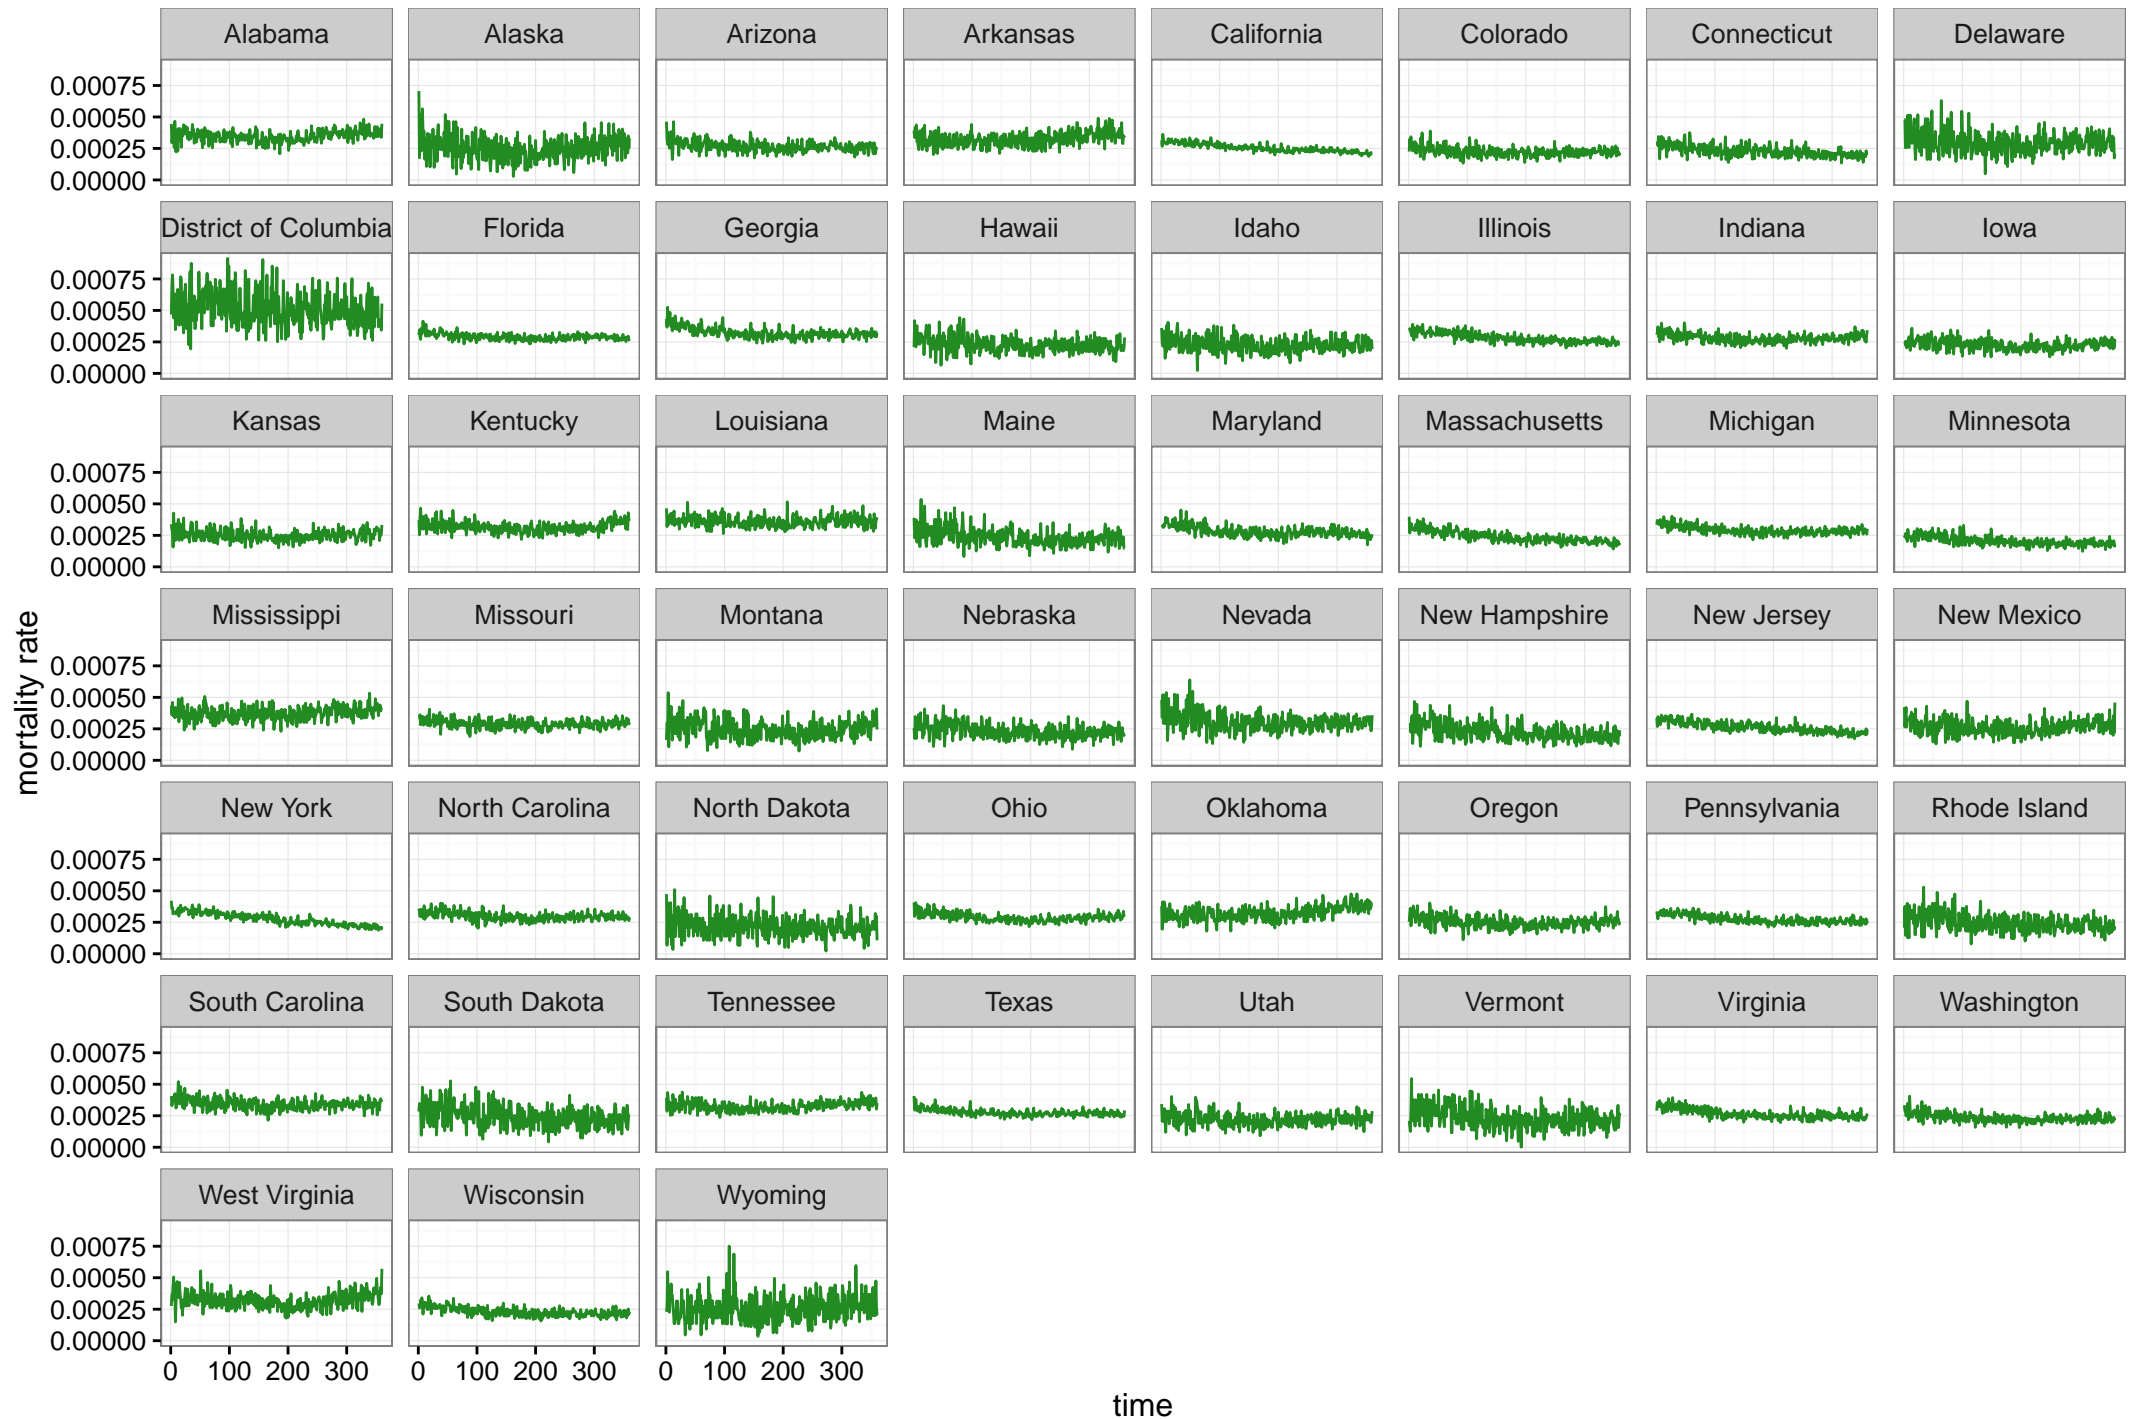 Alabama Alaska Arizona Arkansas California Colorado Connecticut Delaware
0.00075
0.00050
0.00025
0.00000
District of Columbia Florida Georgia Hawaii Idaho Illinois Indiana Iowa
0.00075
0.00050
0.00025
0.00000
Kansas Kentucky Louisiana Maine Maryland Massachusetts Michigan Minnesota
0.00075
0.00050
0.00025
0.00000
mortality rate
Mississippi Missouri Montana Nebraska Nevada New Hampshire New Jersey New Mexico
0.00075
0.00050
0.00025
0.00000
New York North Carolina North Dakota Ohio Oklahoma Oregon Pennsylvania Rhode Island
0.00075
0.00050
0.00025
0.00000
South Carolina South Dakota Tennessee Texas Utah Vermont Virginia Washington
0.00075
0.00050
0.00025
0.00000
West Virginia Wisconsin Wyoming
0.00075
0.00050
0.00025
0.00000
0 100 200 300 0 100 200 300 0 100 200 300
time